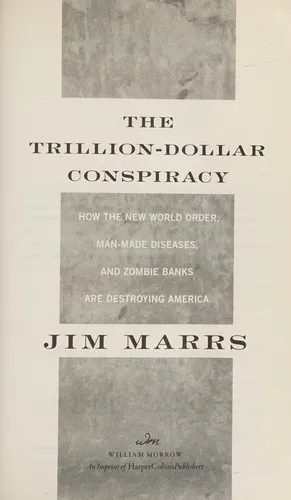 THE
TRILLION-DOLLAR
CONSPIRACY
HOW THE NEW WORLD ORDER,
MAN-MADE DISEASES,
AND ZOMBIE BANKS
ARE DESTROYING AMERICA
JIM MARRS
wm
WILLIAM MORROW
An Imprint of HarperCollinsPublishers